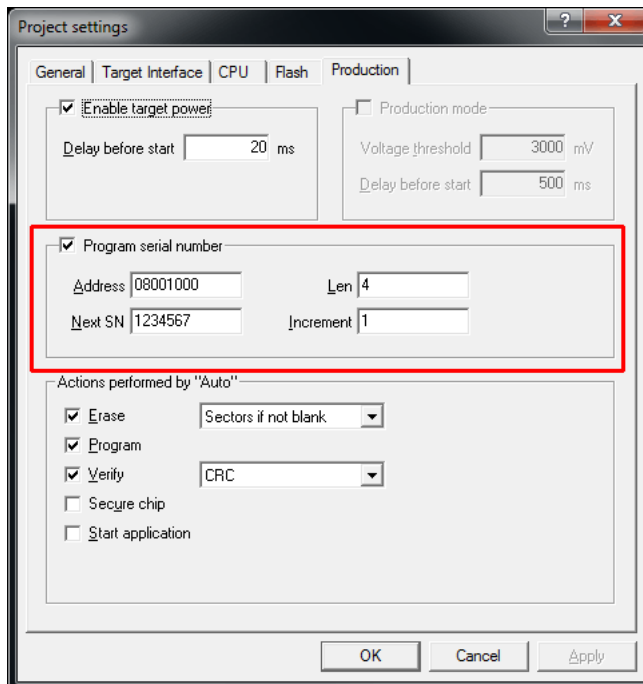 Project settings
General Target Interface CPU Flash Production
Enable target power
Delay before start 20 ms
Production mode
Voltage threshold 3000 mV
Delay before start 500 ms
Program serial number
Address 08001000 Len 4
Next SN 1234567 Increment 1
Actions performed by "Auto"
Erase Sectors if not blank
Program
Verify CRC
Secure chip
Start application
OK Cancel Apply